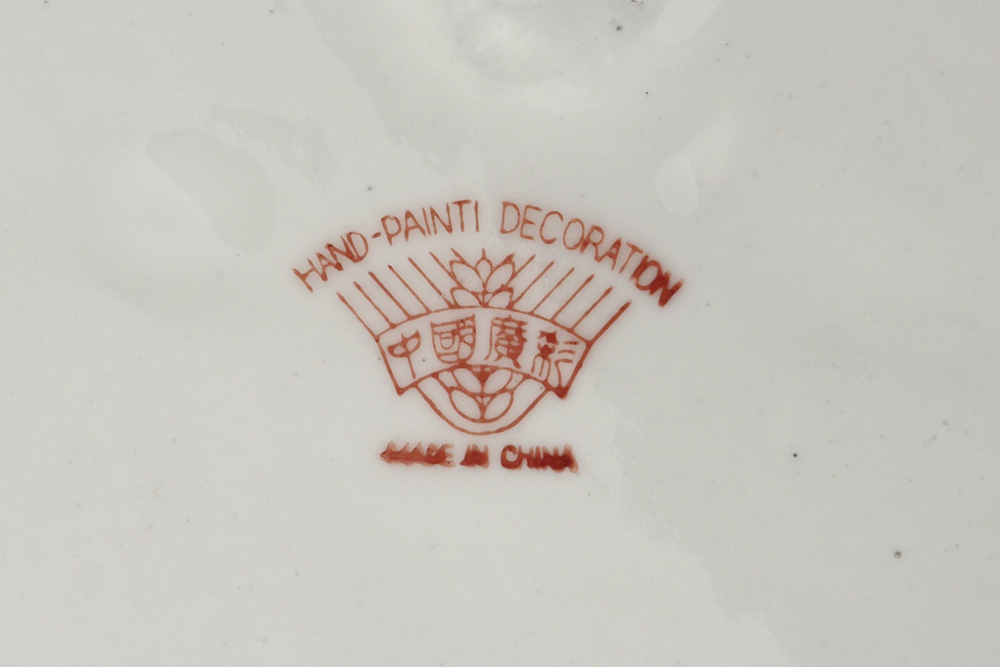 HAND-PAINTI DECORATION
中國廣彩
MADE IN CHINA